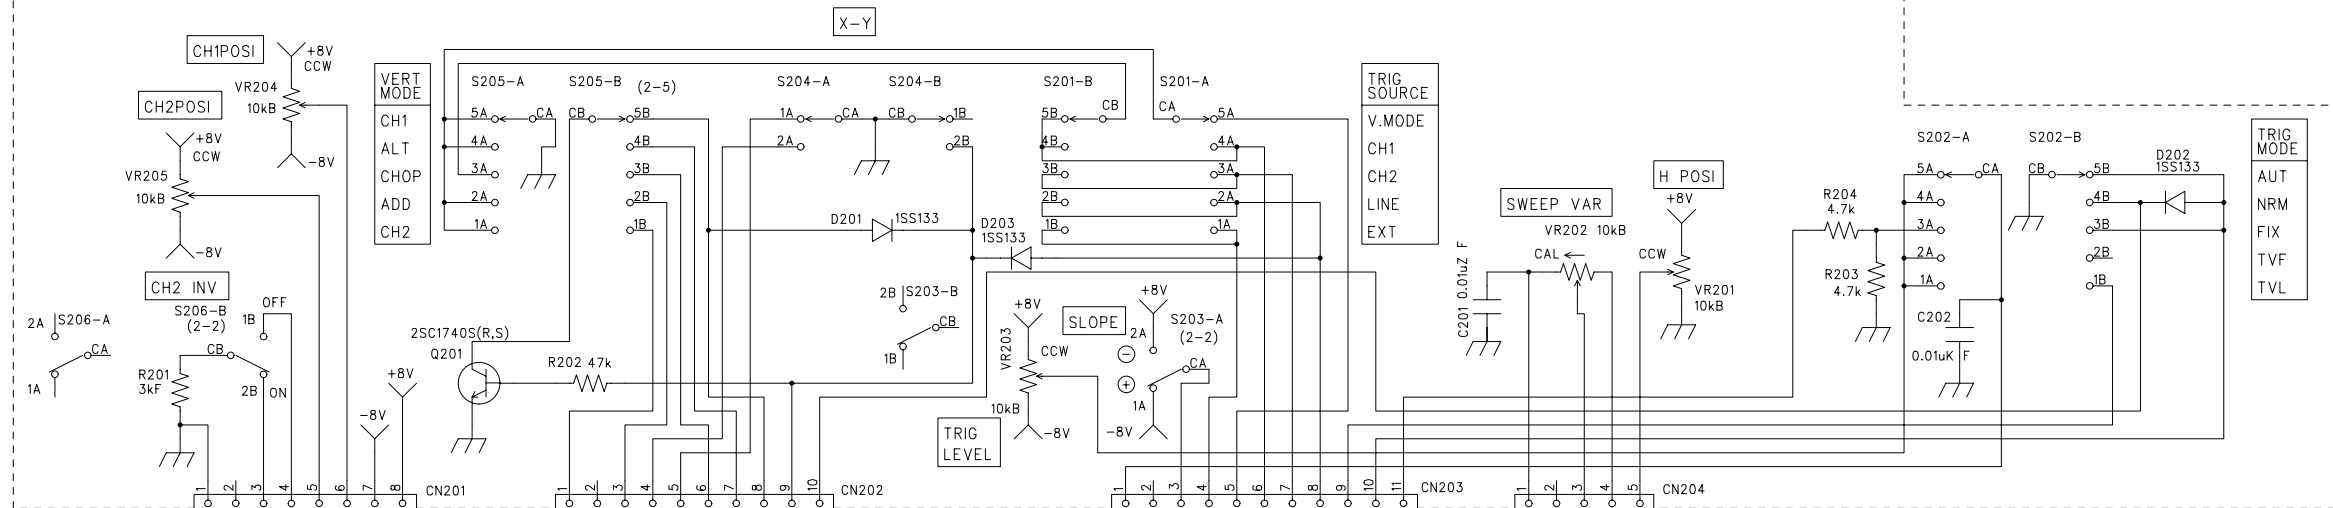 X-Y
CH1POSI
+8V
CCW
VR204
10kB
-8V
CH2POSI
+8V
CCW
VR205
10kB
-8V
CH2 INV
S206-B
(2-2)
OFF
1B
CB
2B
ON
2A
S206-A
CA
1A
R201
3kF
-8V
+8V
1
2
3
4
5
6
7
8
CN201
VERT
MODE
CH1
ALT
CHOP
ADD
CH2
S205-A
5A
CA
4A
3A
2A
1A
S205-B
(2-5)
CB
5B
4B
3B
2B
1B
S204-A
1A
CA
2A
S204-B
CB
1B
2B
D201
1SS133
D203
1SS133
2SC1740S(R,S)
Q201
R202 47k
2B
S203-B
CB
1B
1
2
3
4
5
6
7
8
9
10
CN202
S201-B
5B
CB
4B
3B
2B
1B
S201-A
CA
5A
4A
3A
2A
1A
TRIG
SOURCE
V.MODE
CH1
CH2
LINE
EXT
+8V
VR203
CCW
10kB
-8V
TRIG
LEVEL
SLOPE
+8V
2A
S203-A
(2-2)
−
CA
+
1A
-8V
1
2
3
4
5
6
7
8
9
10
11
CN203
C201 0.01uZ F
SWEEP VAR
VR202 10kB
CAL
H POSI
+8V
CCW
VR201
10kB
1
2
3
4
5
CN204
R204
4.7k
R203
4.7k
S202-A
5A
CA
4A
3A
2A
1A
C202
0.01uK F
S202-B
CB
5B
4B
3B
2B
1B
D202
1SS133
TRIG
MODE
AUT
NRM
FIX
TVF
TVL